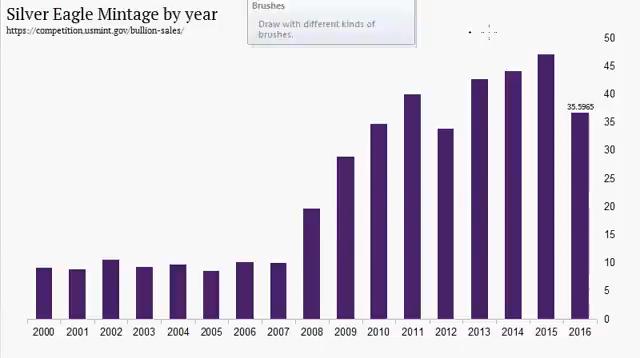 Silver Eagle Mintage by year
https://competition.usmint.gov/bullion-sales/
Brushes
Draw with different kinds of
brushes.
50
45
40
35
30
25
20
15
10
5
0
35.5965
2000 2001 2002 2003 2004 2005 2006 2007 2008 2009 2010 2011 2012 2013 2014 2015 2016